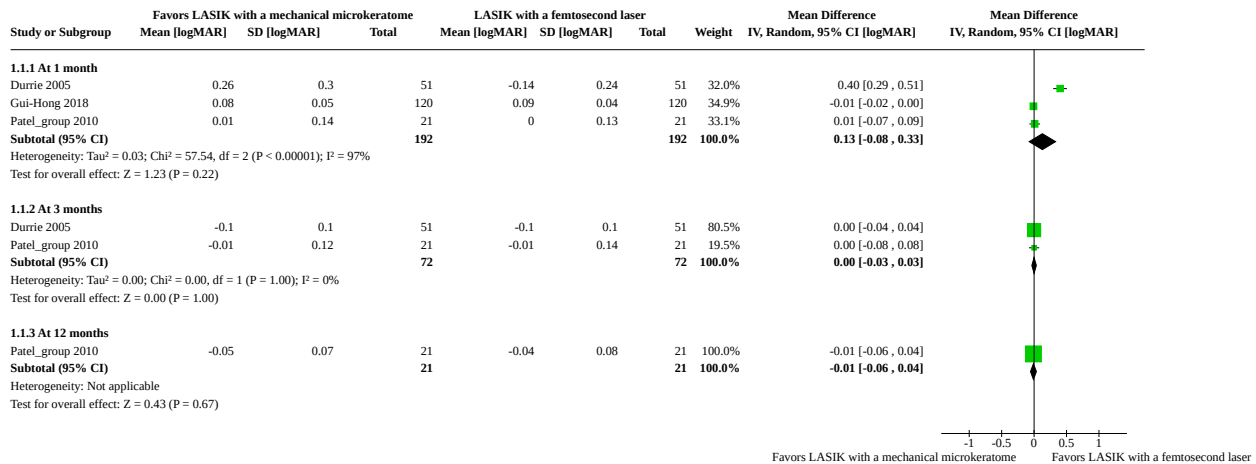 Favors LASIK with a mechanical microkeratome LASIK with a femtosecond laser Mean Difference Mean Difference
Study or Subgroup Mean [logMAR] SD [logMAR] Total Mean [logMAR] SD [logMAR] Total Weight IV, Random, 95% CI [logMAR] IV, Random, 95% CI [logMAR]
1.1.1 At 1 month
Durrie 2005 0.26 0.3 51 -0.14 0.24 51 32.0% 0.40 [0.29 , 0.51]
Gui-Hong 2018 0.08 0.05 120 0.09 0.04 120 34.9% -0.01 [-0.02 , 0.00]
Patel_group 2010 0.01 0.14 21 0 0.13 21 33.1% 0.01 [-0.07 , 0.09]
Subtotal (95% CI) 192 192 100.0% 0.13 [-0.08 , 0.33]
Heterogeneity: Tau² = 0.03; Chi² = 57.54, df = 2 (P < 0.00001); I² = 97%
Test for overall effect: Z = 1.23 (P = 0.22)
1.1.2 At 3 months
Durrie 2005 -0.1 0.1 51 -0.1 0.1 51 80.5% 0.00 [-0.04 , 0.04]
Patel_group 2010 -0.01 0.12 21 -0.01 0.14 21 19.5% 0.00 [-0.08 , 0.08]
Subtotal (95% CI) 72 72 100.0% 0.00 [-0.03 , 0.03]
Heterogeneity: Tau² = 0.00; Chi² = 0.00, df = 1 (P = 1.00); I² = 0%
Test for overall effect: Z = 0.00 (P = 1.00)
1.1.3 At 12 months
Patel_group 2010 -0.05 0.07 21 -0.04 0.08 21 100.0% -0.01 [-0.06 , 0.04]
Subtotal (95% CI) 21 21 100.0% -0.01 [-0.06 , 0.04]
Heterogeneity: Not applicable
Test for overall effect: Z = 0.43 (P = 0.67)
-1 -0.5 0 0.5 1
Favors LASIK with a mechanical microkeratome Favors LASIK with a femtosecond laser